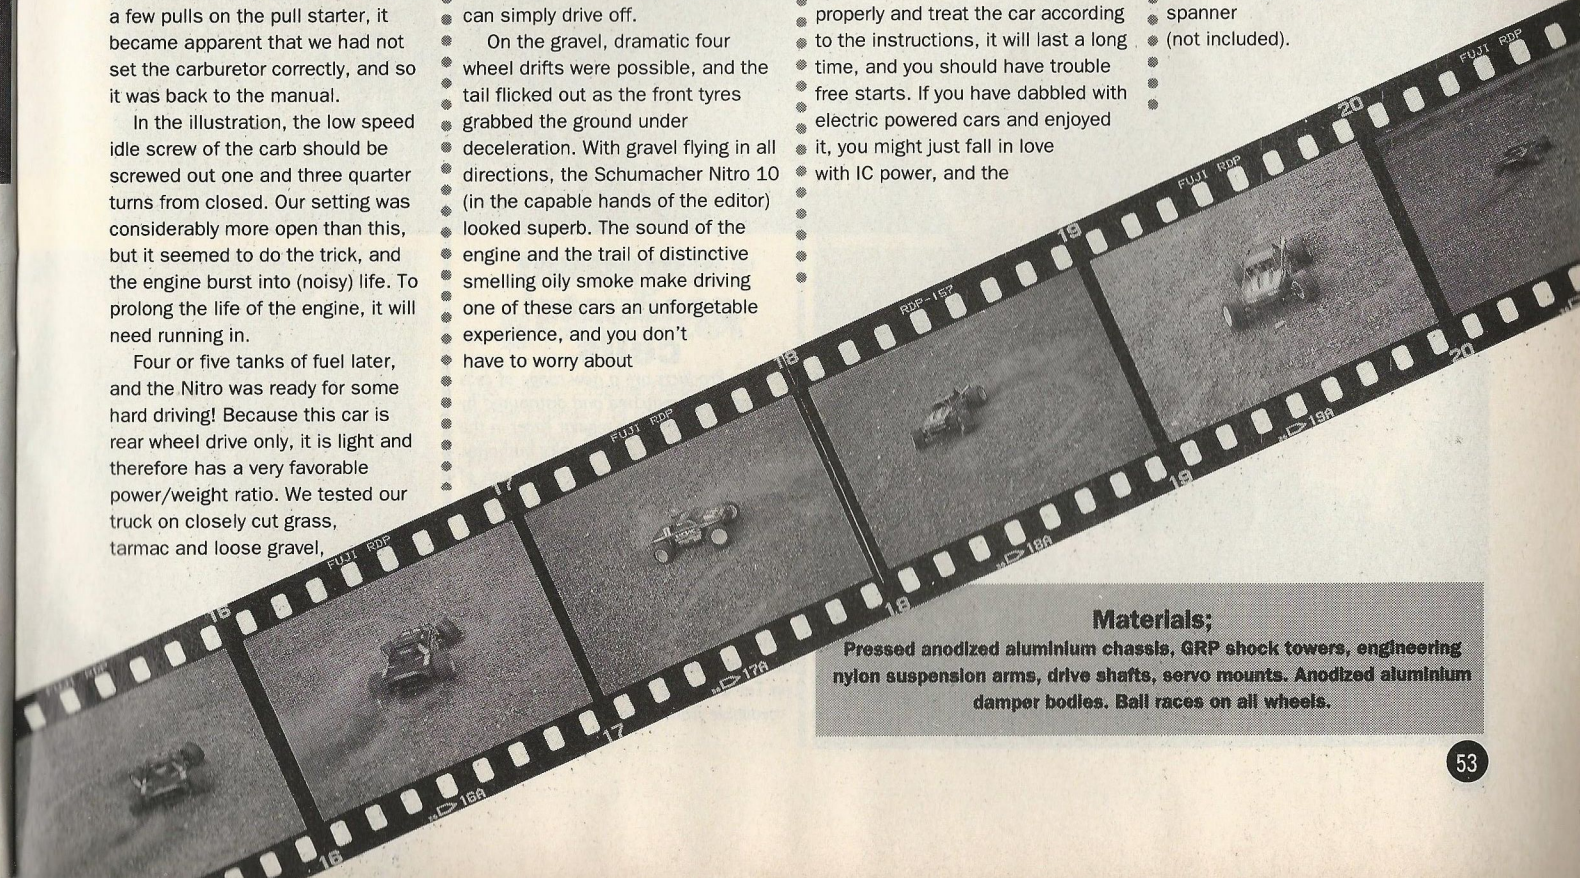 a few pulls on the pull starter, it
became apparent that we had not
set the carburetor correctly, and so
it was back to the manual.
In the illustration, the low speed
idle screw of the carb should be
screwed out one and three quarter
turns from closed. Our setting was
considerably more open than this,
but it seemed to do the trick, and
the engine burst into (noisy) life. To
prolong the life of the engine, it will
need running in.
Four or five tanks of fuel later,
and the Nitro was ready for some
hard driving! Because this car is
rear wheel drive only, it is light and
therefore has a very favorable
power/weight ratio. We tested our
truck on closely cut grass,
tarmac and loose gravel,
can simply drive off.
On the gravel, dramatic four
wheel drifts were possible, and the
tail flicked out as the front tyres
grabbed the ground under
deceleration. With gravel flying in all
directions, the Schumacher Nitro 10
(in the capable hands of the editor)
looked superb. The sound of the
engine and the trail of distinctive
smelling oily smoke make driving
one of these cars an unforgetable
experience, and you don't
have to worry about
properly and treat the car according
to the instructions, it will last a long
time, and you should have trouble
free starts. If you have dabbled with
electric powered cars and enjoyed
it, you might just fall in love
with IC power, and the
spanner
(not included).
16
FUJI RDP
17
FUJI RDP
18
RDP-157
19
FUJI RDP
20
FUJI RDP
16
16A
17
17A
18
18A
19
19A
20
Materials;
Pressed anodized aluminium chassis, GRP shock towers, engineering
nylon suspension arms, drive shafts, servo mounts. Anodized aluminium
damper bodies. Ball races on all wheels.
53